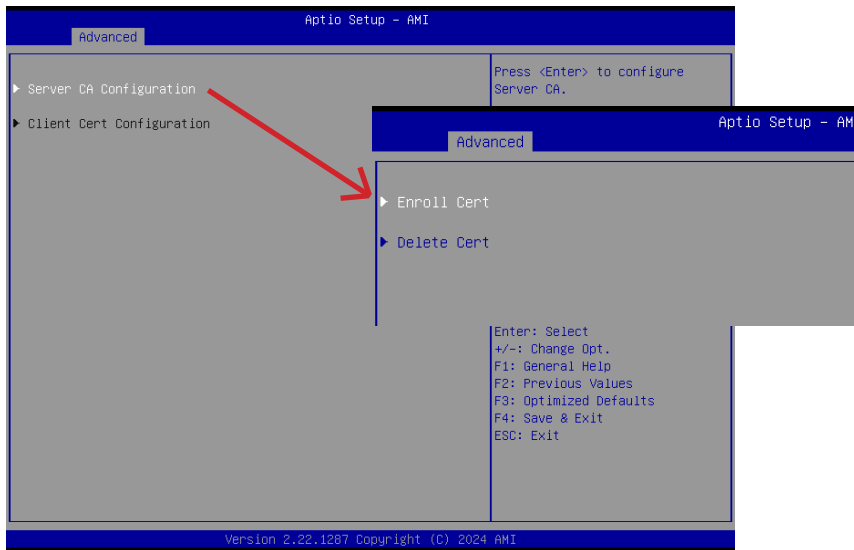 Aptio Setup - AMI
Advanced
Server CA Configuration
Client Cert Configuration
Press <Enter> to configure
Server CA.
Aptio Setup - AM
Advanced
Enroll Cert
Delete Cert
Enter: Select
+/-: Change Opt.
F1: General Help
F2: Previous Values
F3: Optimized Defaults
F4: Save & Exit
ESC: Exit
Version 2.22.1287 Copyright (C) 2024 AMI